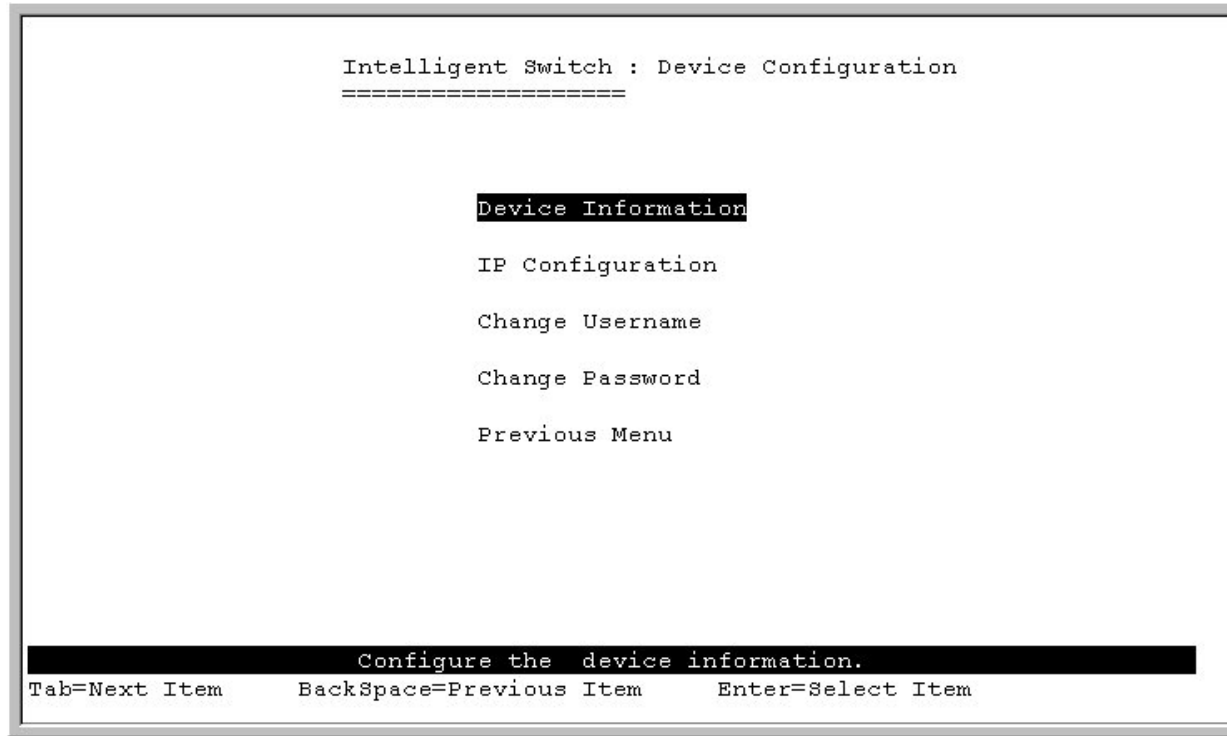 Intelligent Switch : Device Configuration
===================
Device Information
IP Configuration
Change Username
Change Password
Previous Menu
Configure the  device information.
Tab=Next Item     BackSpace=Previous Item     Enter=Select Item